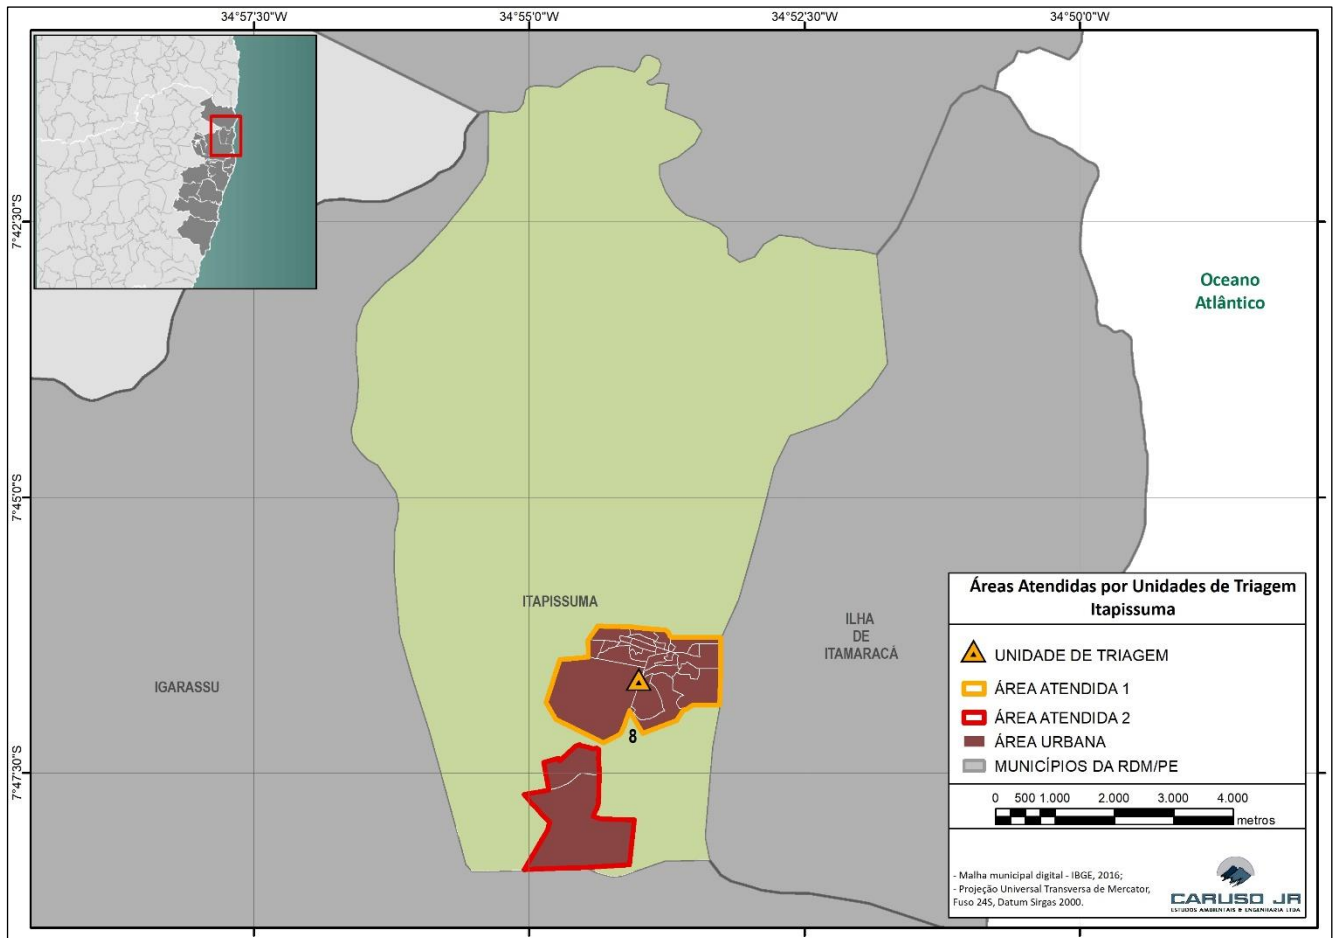 34°57'30"W
34°55'0"W
34°52'30"W
34°50'0"W
7°42'30"S
7°45'0"S
7°47'30"S
Oceano
Atlântico
ITAPISSUMA
ILHA
DE
ITAMARACÁ
IGARASSU
8
Áreas Atendidas por Unidades de Triagem
Itapissuma
UNIDADE DE TRIAGEM
ÁREA ATENDIDA 1
ÁREA ATENDIDA 2
ÁREA URBANA
MUNICÍPIOS DA RDM/PE
0 500 1.000 2.000 3.000 4.000
metros
- Malha municipal digital - IBGE, 2016;
- Projeção Universal Transversa de Mercator,
Fuso 24S, Datum Sirgas 2000.
CARUSO JR
ESTUDOS AMBIENTAIS & ENGENHARIA LTDA